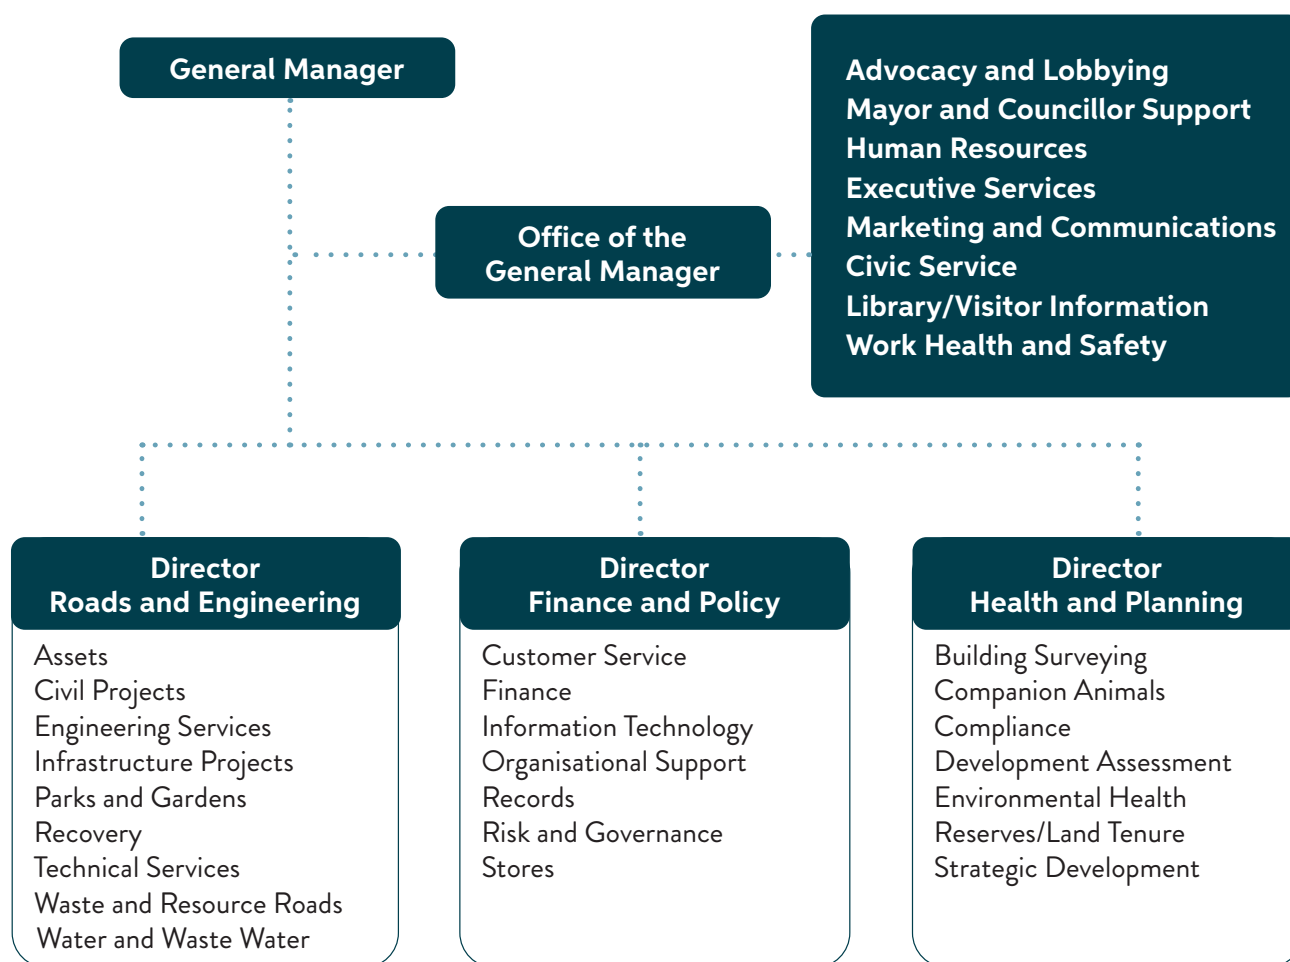 General Manager
Office of the
General Manager
Advocacy and Lobbying
Mayor and Councillor Support
Human Resources
Executive Services
Marketing and Communications
Civic Service
Library/Visitor Information
Work Health and Safety
Director
Roads and Engineering
Assets
Civil Projects
Engineering Services
Infrastructure Projects
Parks and Gardens
Recovery
Technical Services
Waste and Resource Roads
Water and Waste Water
Director
Finance and Policy
Customer Service
Finance
Information Technology
Organisational Support
Records
Risk and Governance
Stores
Director
Health and Planning
Building Surveying
Companion Animals
Compliance
Development Assessment
Environmental Health
Reserves/Land Tenure
Strategic Development